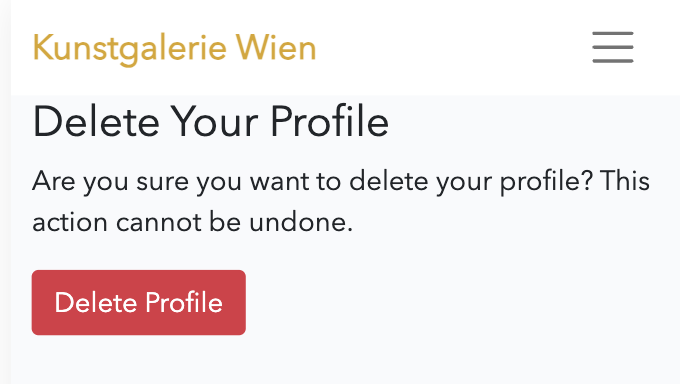 Kunstgalerie Wien
Delete Your Profile
Are you sure you want to delete your profile? This
action cannot be undone.
Delete Profile